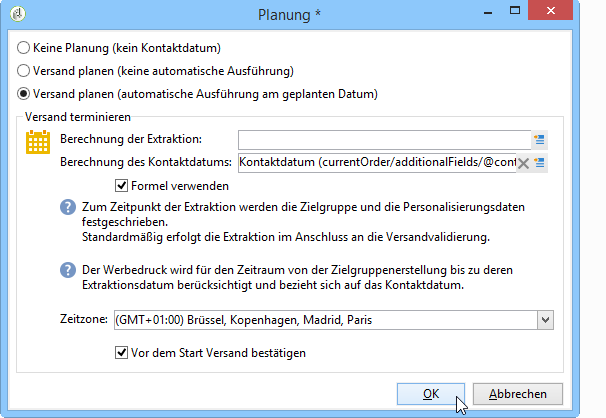 Planung *
Keine Planung (kein Kontaktdatum)
Versand planen (keine automatische Ausführung)
Versand planen (automatische Ausführung am geplanten Datum)
Versand terminieren
Berechnung der Extraktion:
Berechnung des Kontaktdatums: Kontaktdatum (currentOrder/additionalFields/@cont
Formel verwenden
Zum Zeitpunkt der Extraktion werden die Zielgruppe und die Personalisierungsdaten
festgeschrieben.
Standardmäßig erfolgt die Extraktion im Anschluss an die Versandvalidierung.
Der Werbedruck wird für den Zeitraum von der Zielgruppenerstellung bis zu deren
Extraktionsdatum berücksichtigt und bezieht sich auf das Kontaktdatum.
Zeitzone: (GMT+01:00) Brüssel, Kopenhagen, Madrid, Paris
Vor dem Start Versand bestätigen
OK Abbrechen